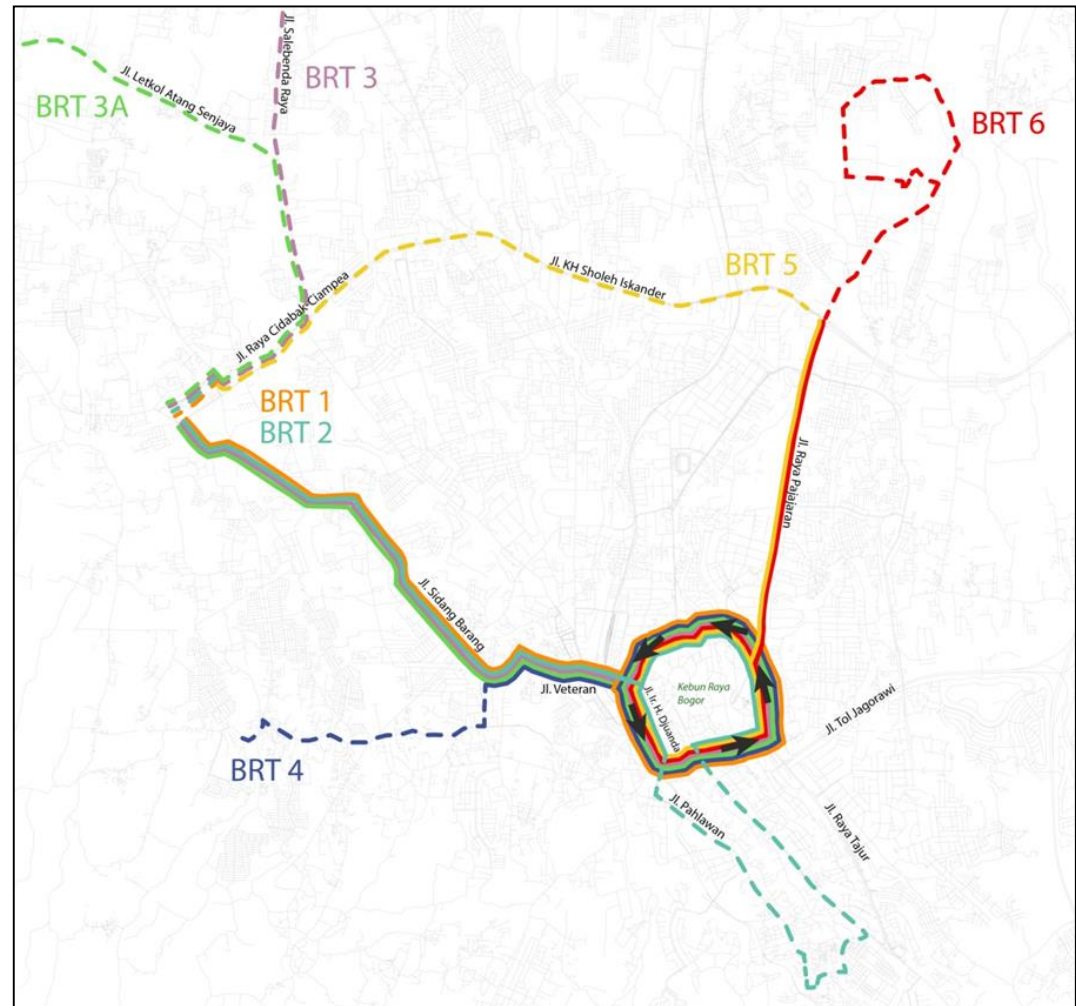 Jl. Salebenda Raya
BRT 3
Jl. Letkol Atang Senjaya
BRT 3A
BRT 6
Jl. KH Sholeh Iskander
BRT 5
Jl. Raya Cidabak-Ciampea
BRT 1
BRT 2
Jl. Raya Pajajaran
Jl. Sidang Barang
Jl. Veteran
Jl. Ir. H. Djuanda
Kebun Raya
Bogor
Jl. Tol Jagorawi
BRT 4
Jl. Pahlawan
Jl. Raya Tajur